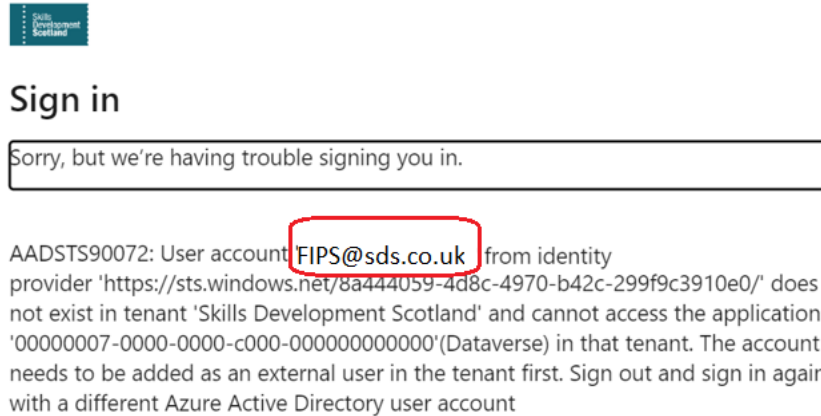 Skills
Development
Scotland
Sign in
Sorry, but we're having trouble signing you in.
AADSTS90072: User account 'FIPS@sds.co.uk from identity
provider 'https://sts.windows.net/8a444059-4d8c-4970-b42c-299f9c3910e0/' does
not exist in tenant 'Skills Development Scotland' and cannot access the application
'00000007-0000-0000-c000-000000000000'(Dataverse) in that tenant. The account
needs to be added as an external user in the tenant first. Sign out and sign in again
with a different Azure Active Directory user account